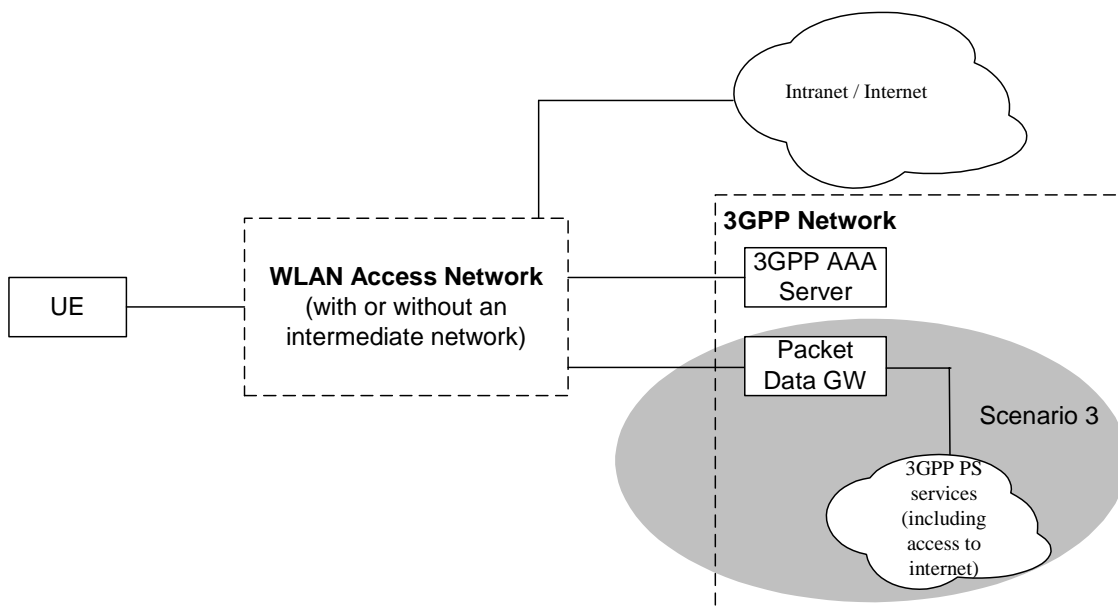 Intranet / Internet
3GPP Network
3GPP AAA
Server
WLAN Access Network
(with or without an
intermediate network)
UE
Packet
Data GW
Scenario 3
3GPP PS
services
(including
access to
internet)